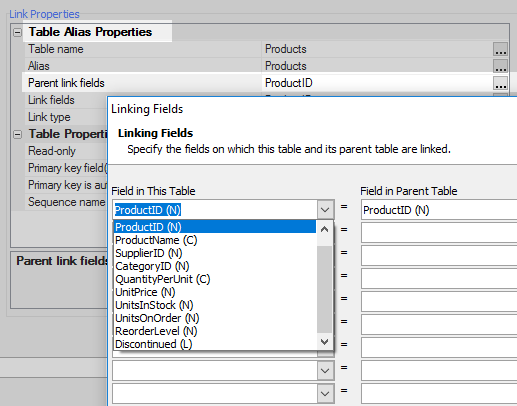 Link Properties
Table Alias Properties
Table name Products ...
Alias Products ...
Parent link fields ProductID ...
Link fields
Link type
Table Properti
Read-only
Primary key field(
Primary key is au
Sequence name
Parent link fields
Linking Fields
Linking Fields
Specify the fields on which this table and its parent table are linked.
Field in This Table Field in Parent Table
ProductID (N) = ProductID (N)
ProductID (N) =
ProductName (C)
SupplierID (N) =
CategoryID (N)
QuantityPerUnit (C) =
UnitPrice (N)
UnitsInStock (N) =
UnitsOnOrder (N) =
ReorderLevel (N)
Discontinued (L) =
=
=